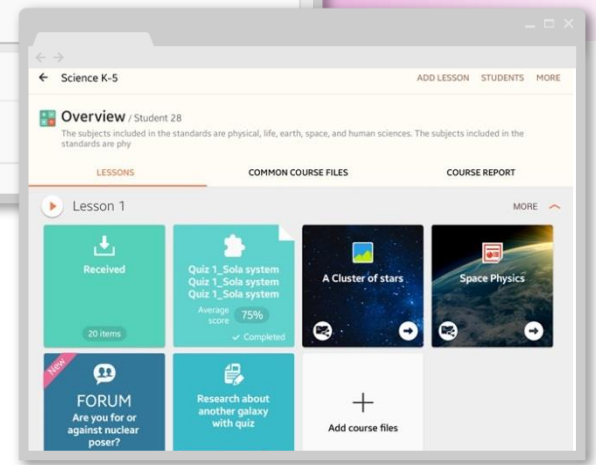 Science K-5
ADD LESSON STUDENTS MORE
Overview / Student 28
The subjects included in the standards are physical, life, earth, space, and human sciences. The subjects included in the
standards are phy
LESSONS COMMON COURSE FILES COURSE REPORT
Lesson 1
MORE
Received
20 items
Quiz 1_Sola system
Quiz 1_Sola system
Quiz 1_Sola system
Average
score
75%
Completed
A Cluster of stars
Space Physics
New
FORUM
Are you for or
against nuclear
poser?
Research about
another galaxy
with quiz
Add course files